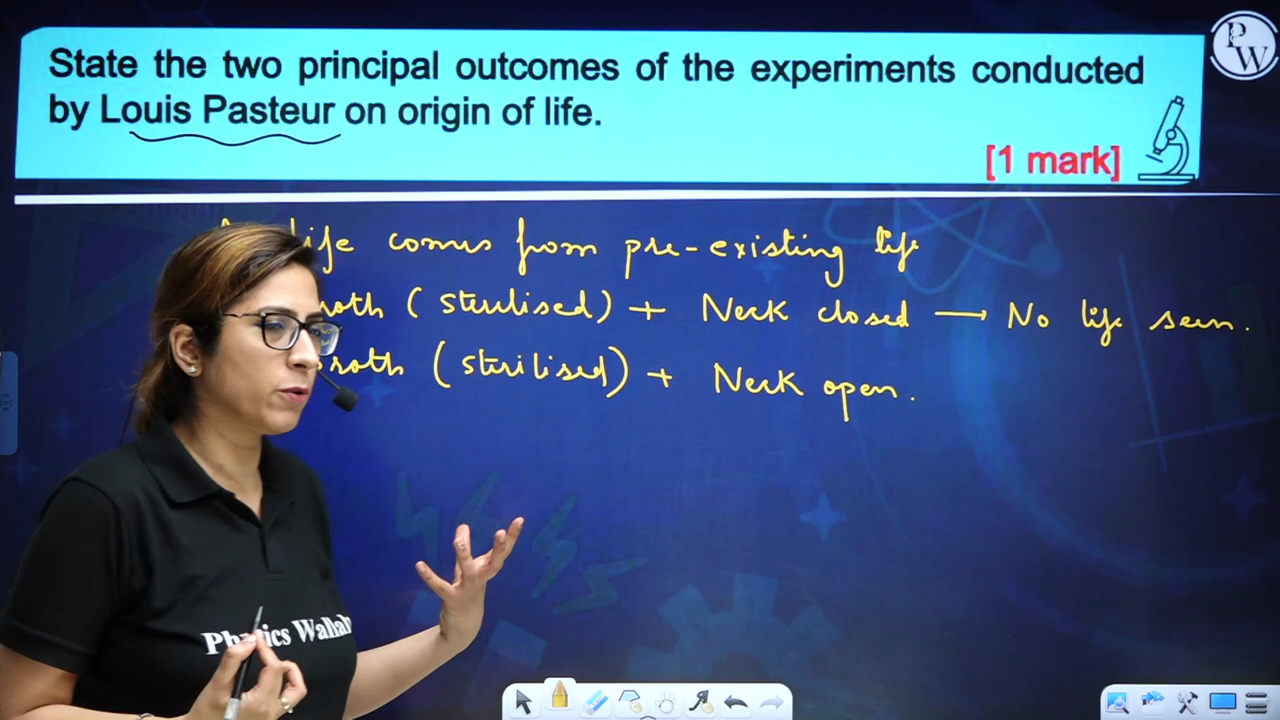 State the two principal outcomes of the experiments conducted
by Louis Pasteur on origin of life.
[1 mark]
PW
life comes from pre-existing life
(sterilised) + Neck closed → No life seen.
(sterilised) + Neck open.
Wallah